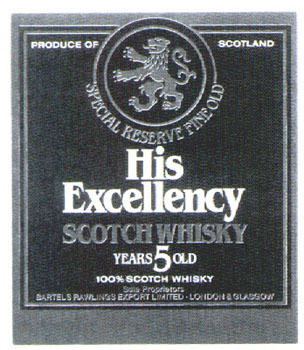 PRODUCE OF SCOTLAND
SPECIAL RESERVE FINE OLD
His
Excellency
SCOTCH WHISKY
YEARS 5 OLD
100% SCOTCH WHISKY
Sole Proprietors
BARTELS RAWLINGS EXPORT LIMITED - LONDON & GLASGOW